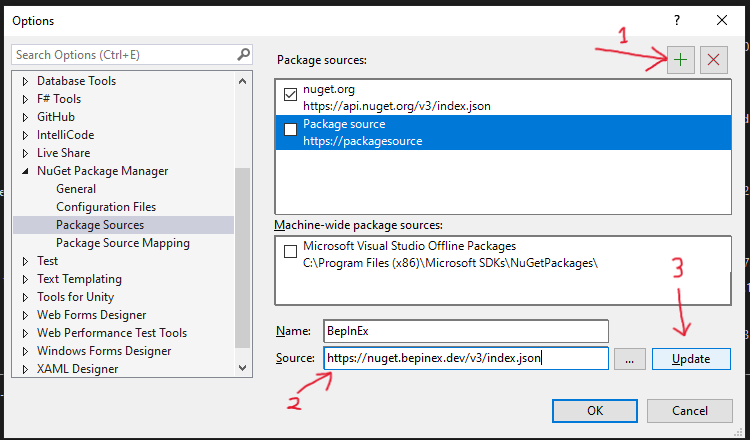 Options
?
1
Search Options (Ctrl+E)
Package sources:
Database Tools
F# Tools
GitHub
IntelliCode
Live Share
NuGet Package Manager
General
Configuration Files
Package Sources
Package Source Mapping
Test
Text Templating
Tools for Unity
Web Forms Designer
Web Performance Test Tools
Windows Forms Designer
XAML Designer
nuget.org
https://api.nuget.org/v3/index.json
Package source
https://packagesource
Machine-wide package sources:
Microsoft Visual Studio Offline Packages
C:\Program Files (x86)\Microsoft SDKs\NuGetPackages\
3
Name: BepInEx
Source: https://nuget.bepinex.dev/v3/index.json ... Update
2
OK Cancel